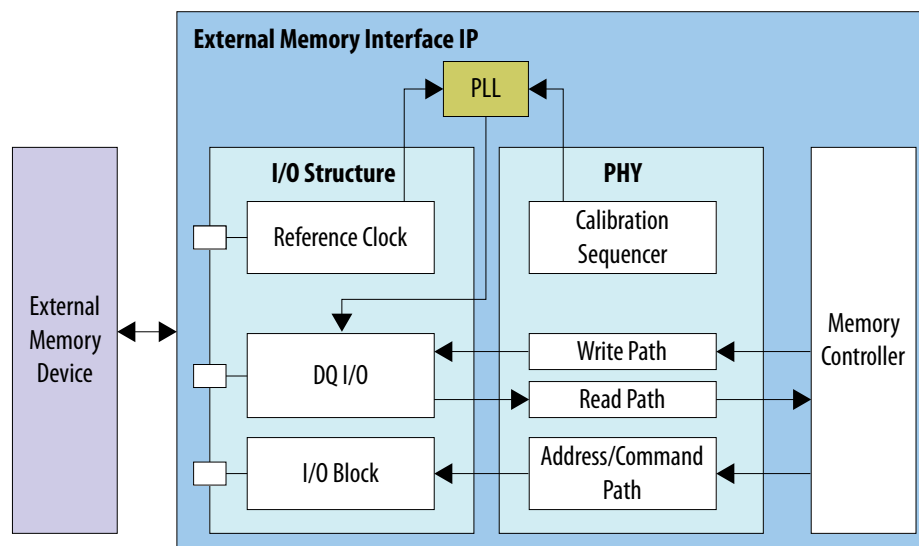 External Memory Interface IP
PLL
I/O Structure
PHY
Reference Clock
Calibration
Sequencer
External
Memory
Device
DQ I/O
Write Path
Read Path
Memory
Controller
I/O Block
Address/Command
Path